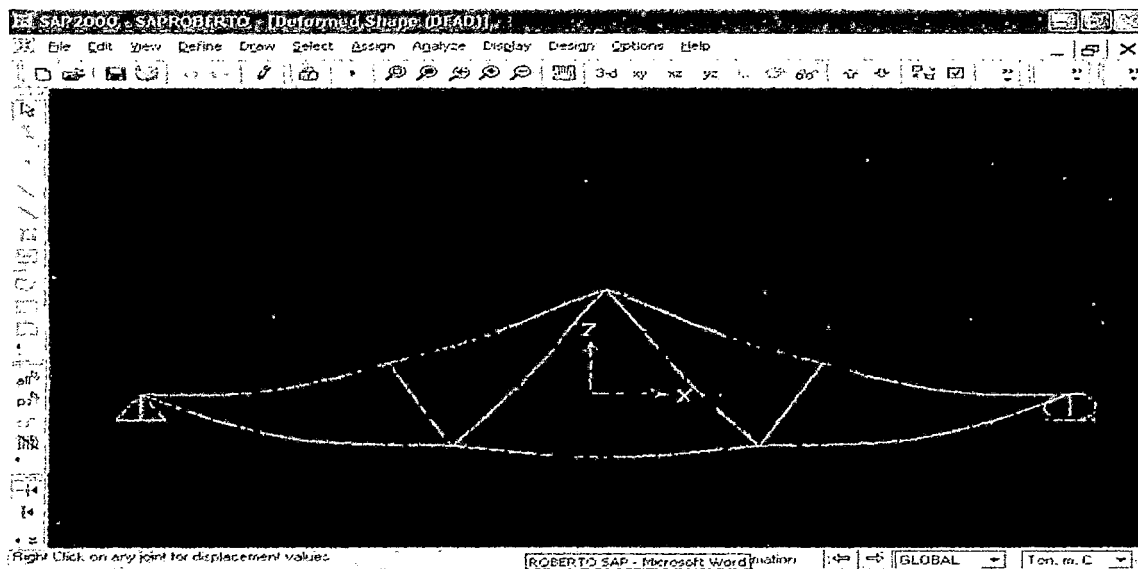 SAP2000 - SAPROBERTO - [Deformed Shape (DEAD)]
File Edit View Define Draw Select Assign Analyze Display Design Options Help
3-d xy xz yz
Z
X
Right Click on any joint for displacement values
ROBERTO SAP - Microsoft Word
GLOBAL
Ton, m, C